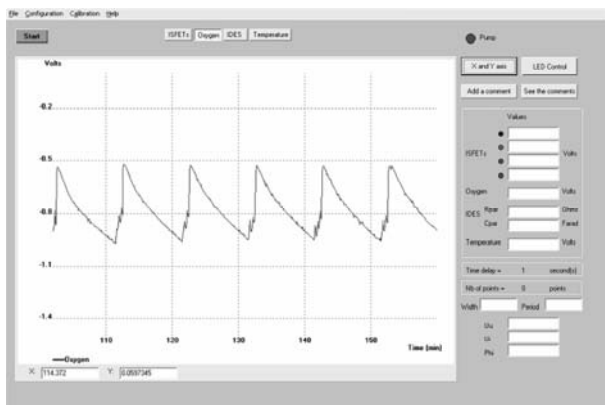 File Configuration Calibration Help
Start
ISFETs Oxygen IDES Temperature
Pump
X and Y axis LED Control
Add a comment See the comments
Volts
-0.2
-0.5
-0.8
-1.1
-1.4
110 120 130 140 150
Time (min)
Oxygen
X: 114.372 Y: 0.0597345
Values
ISFETs Volts
Oxygen Volts
IDES Rpar Ohms
Cpar Farad
Temperature Volts
Time delay = 1 second(s)
Nb of points = 0 points
Width Period
Phi